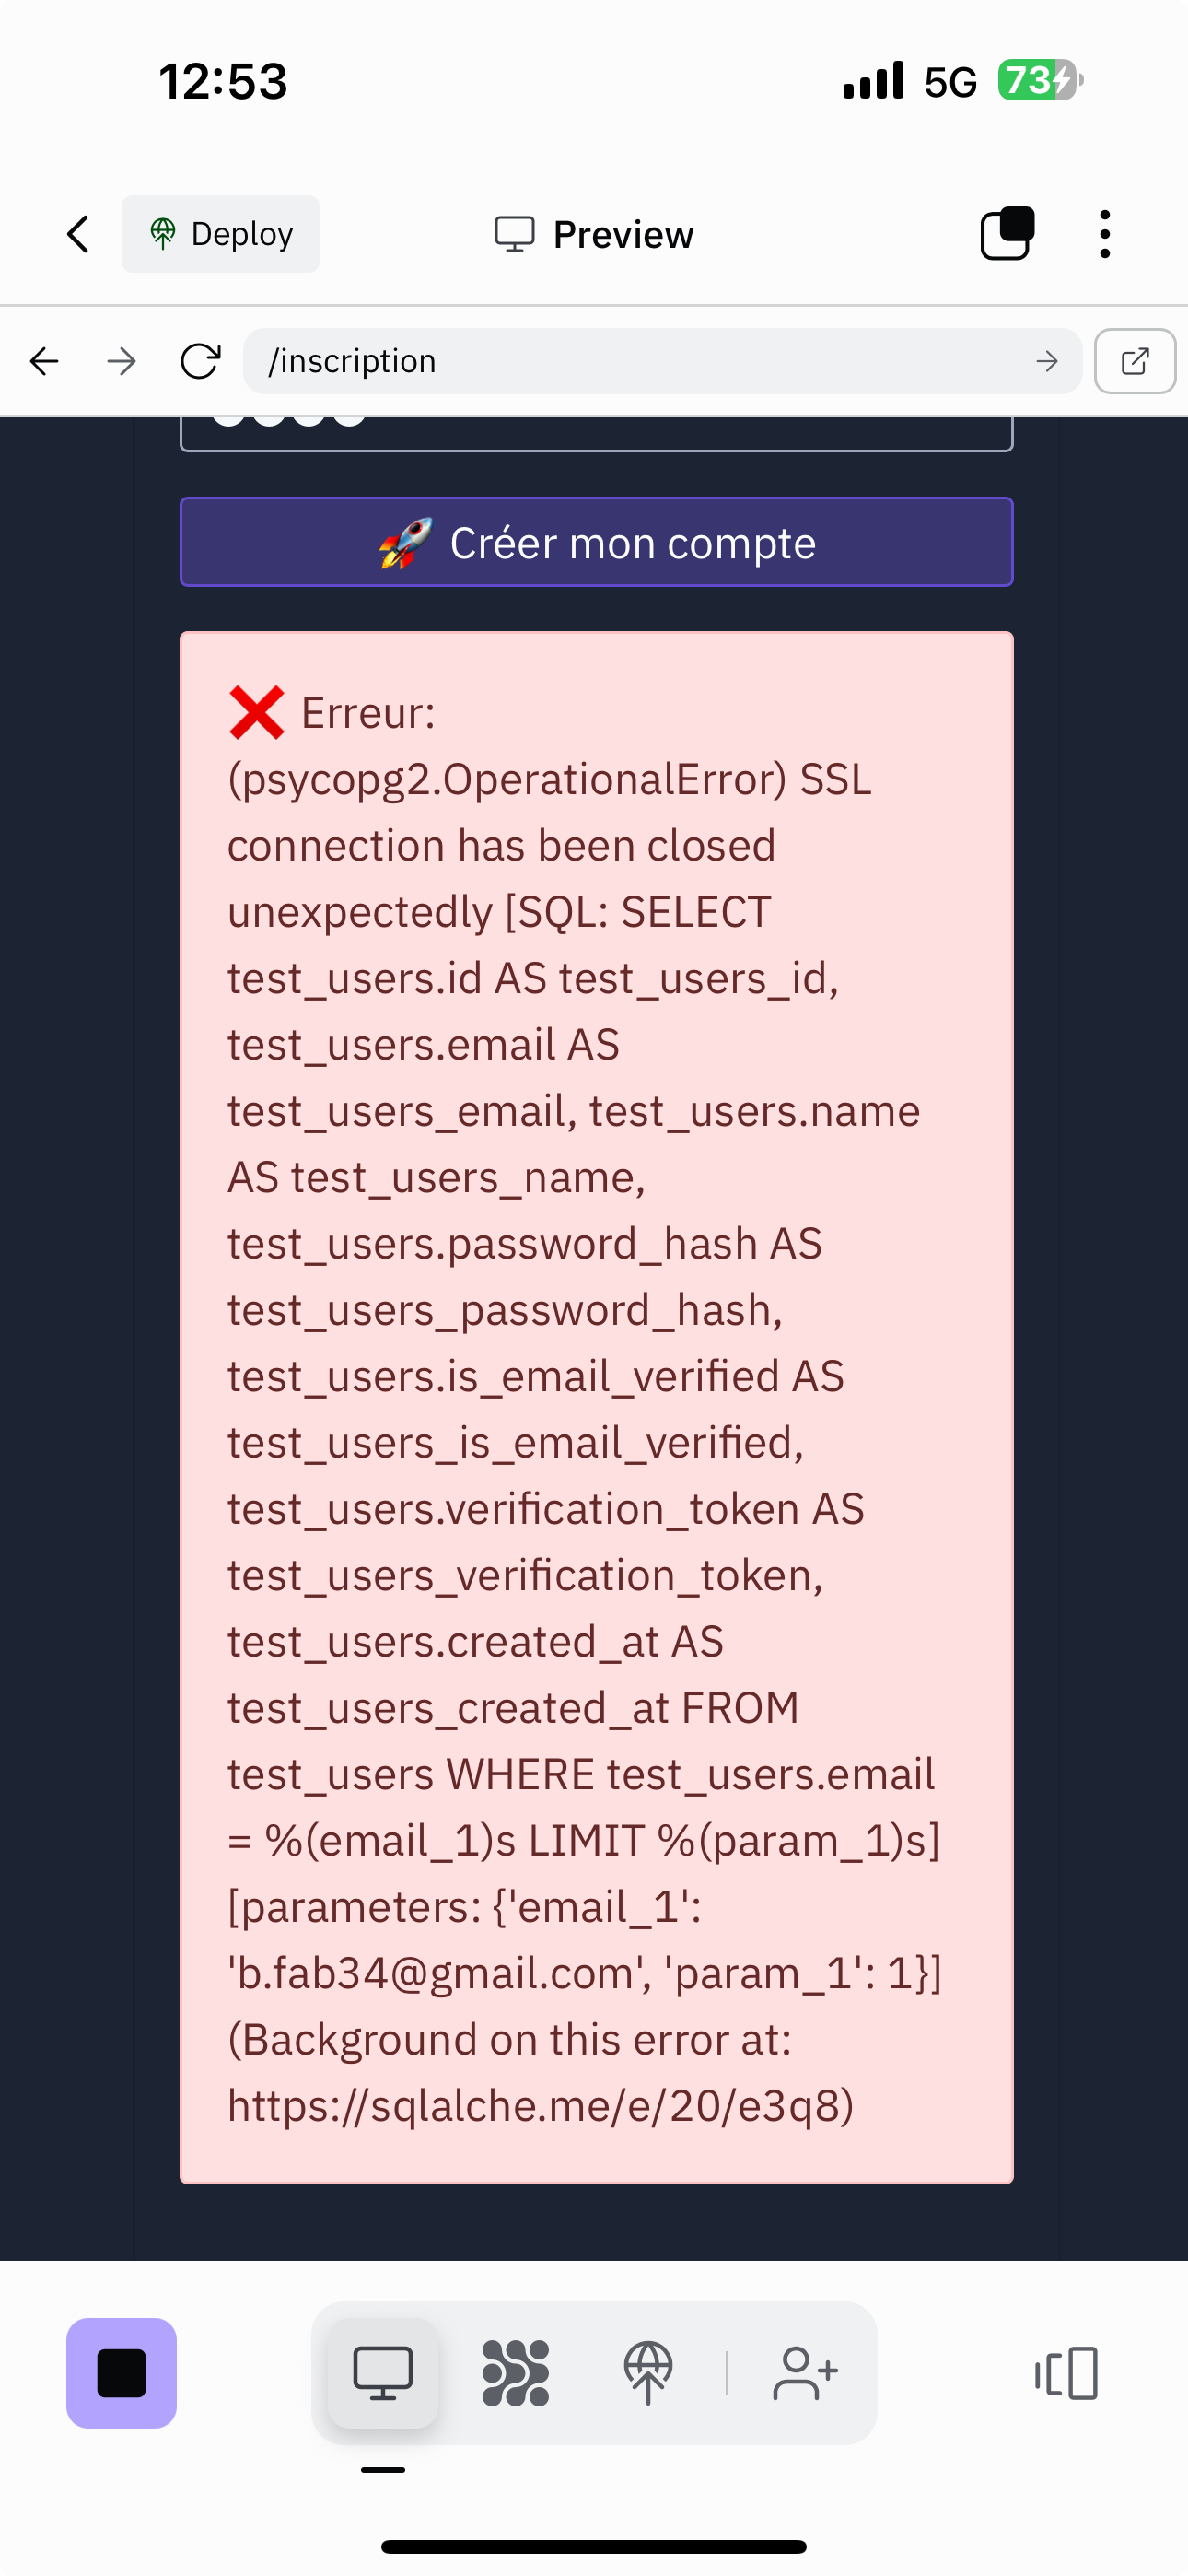 12:53
5G
73
Deploy
Preview
/inscription
🚀 Créer mon compte
❌ Erreur:
(psycopg2.OperationalError) SSL
connection has been closed
unexpectedly [SQL: SELECT
test_users.id AS test_users_id,
test_users.email AS
test_users_email, test_users.name
AS test_users_name,
test_users.password_hash AS
test_users_password_hash,
test_users.is_email_verified AS
test_users_is_email_verified,
test_users.verification_token AS
test_users_verification_token,
test_users.created_at AS
test_users_created_at FROM
test_users WHERE test_users.email
= %(email_1)s LIMIT %(param_1)s]
[parameters: {'email_1':
'b.fab34@gmail.com', 'param_1': 1}]
(Background on this error at:
https://sqlalche.me/e/20/e3q8)